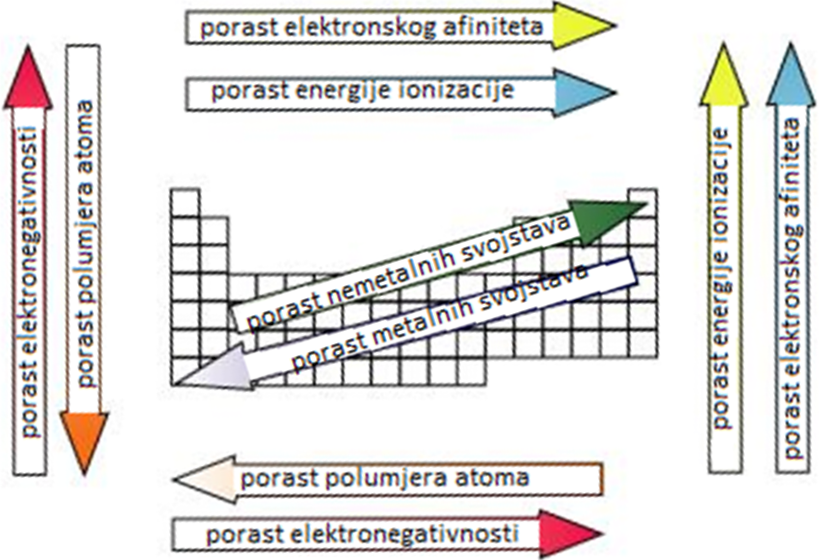 porast elektronskog afiniteta
porast energije ionizacije
porast elektronegativnosti
porast polumjera atoma
porast nemetalnih svojstava
porast metalnih svojstava
porast energije ionizacije
porast elektronskog afiniteta
porast polumjera atoma
porast elektronegativnosti